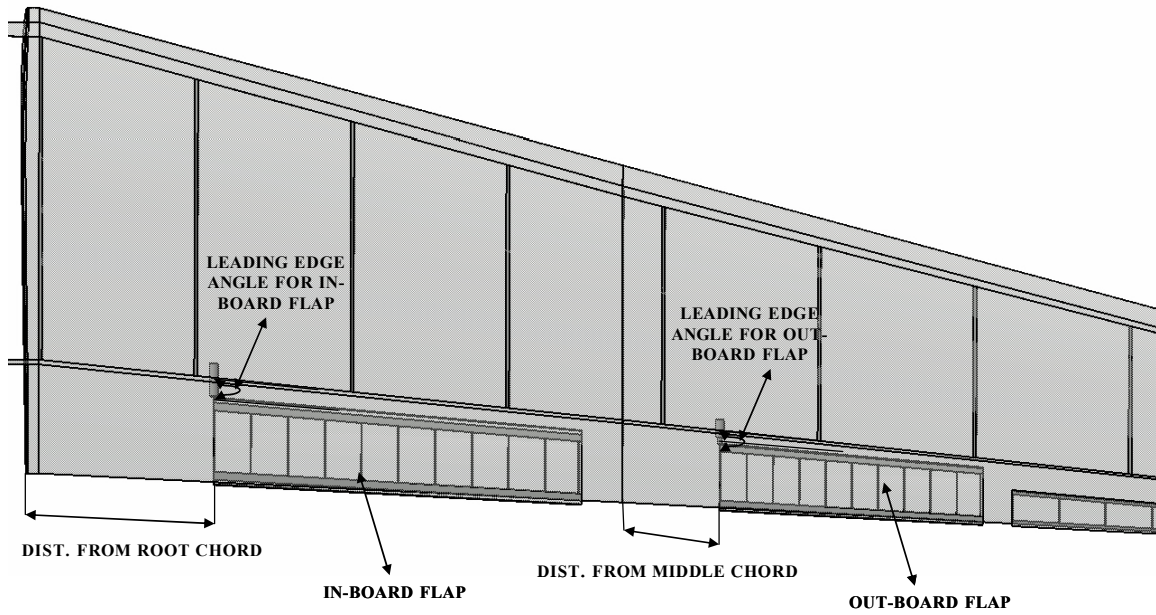 LEADING EDGE
ANGLE FOR IN-
BOARD FLAP
LEADING EDGE
ANGLE FOR OUT-
BOARD FLAP
DIST. FROM ROOT CHORD
DIST. FROM MIDDLE CHORD
IN-BOARD FLAP
OUT-BOARD FLAP